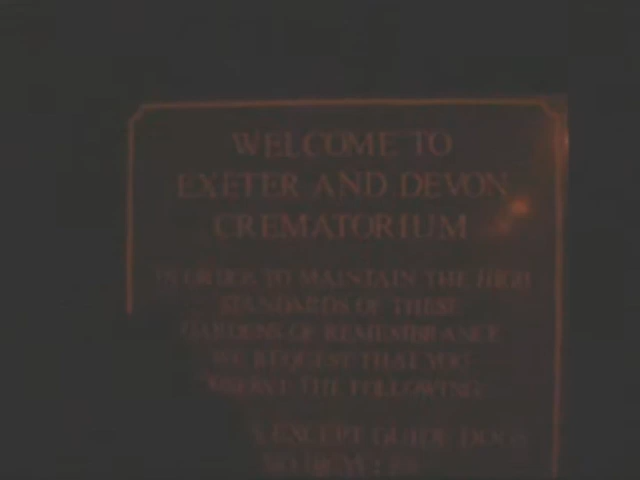 WELCOME TO
EXETER AND DEVON
CREMATORIUM
IN ORDER TO MAINTAIN THE HIGH
STANDARDS OF THESE
GARDENS OF REMEMBRANCE
WE REQUEST THAT YOU
OBSERVE THE FOLLOWING
EXCEPT GUIDE DOGS